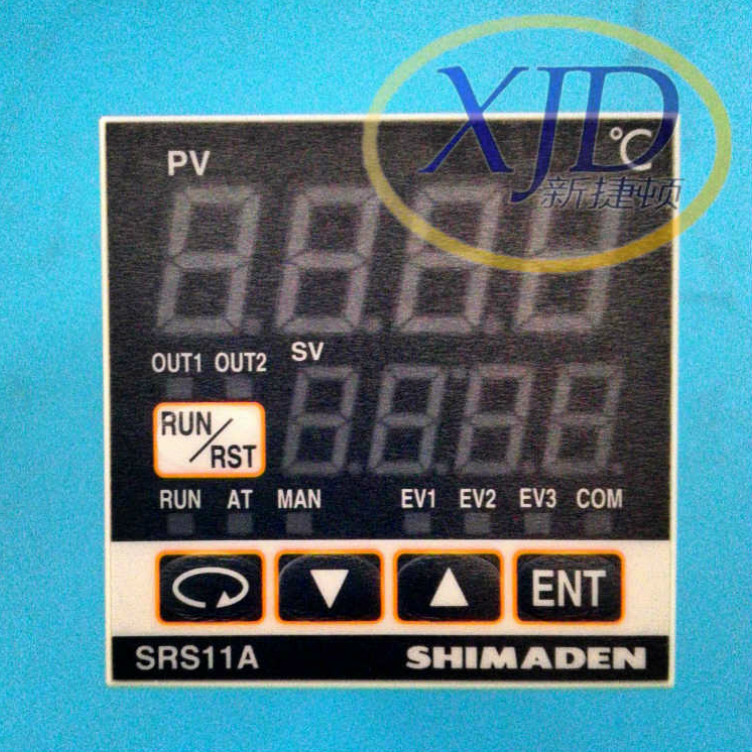 XJD
新捷顿
℃
PV
OUT1 OUT2
SV
RUN/RST
RUN AT MAN EV1 EV2 EV3 COM
ENT
SRS11A SHIMADEN